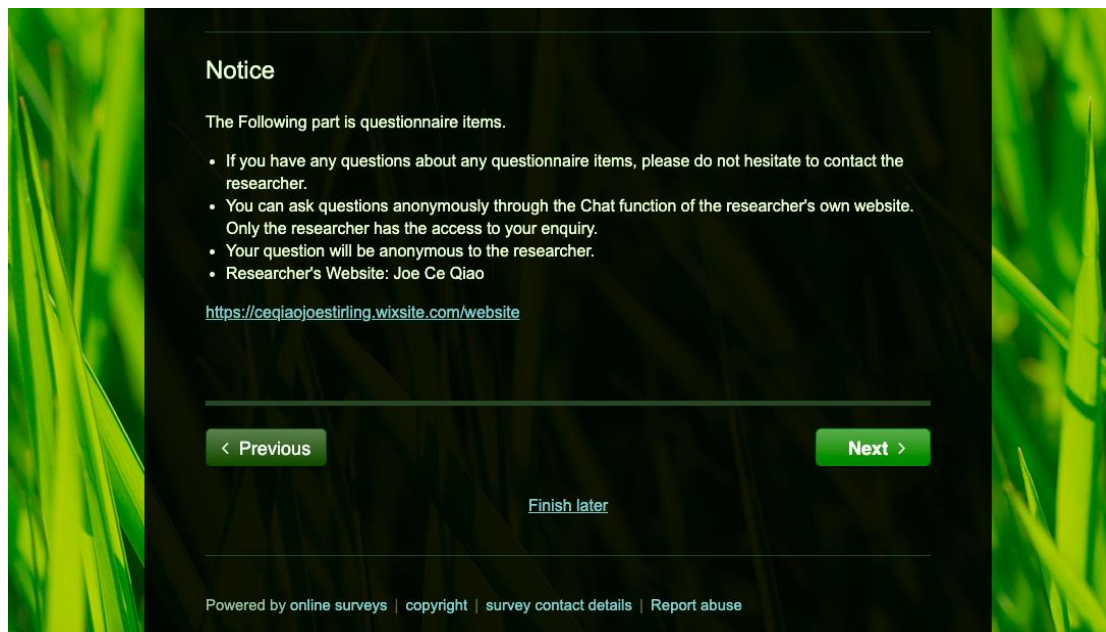 Notice
The Following part is questionnaire items.
• If you have any questions about any questionnaire items, please do not hesitate to contact the
researcher.
• You can ask questions anonymously through the Chat function of the researcher's own website.
Only the researcher has the access to your enquiry.
• Your question will be anonymous to the researcher.
• Researcher's Website: Joe Ce Qiao
https://ceqiaojoestirling.wixsite.com/website
Previous
Next
Finish later
Powered by online surveys | copyright | survey contact details | Report abuse